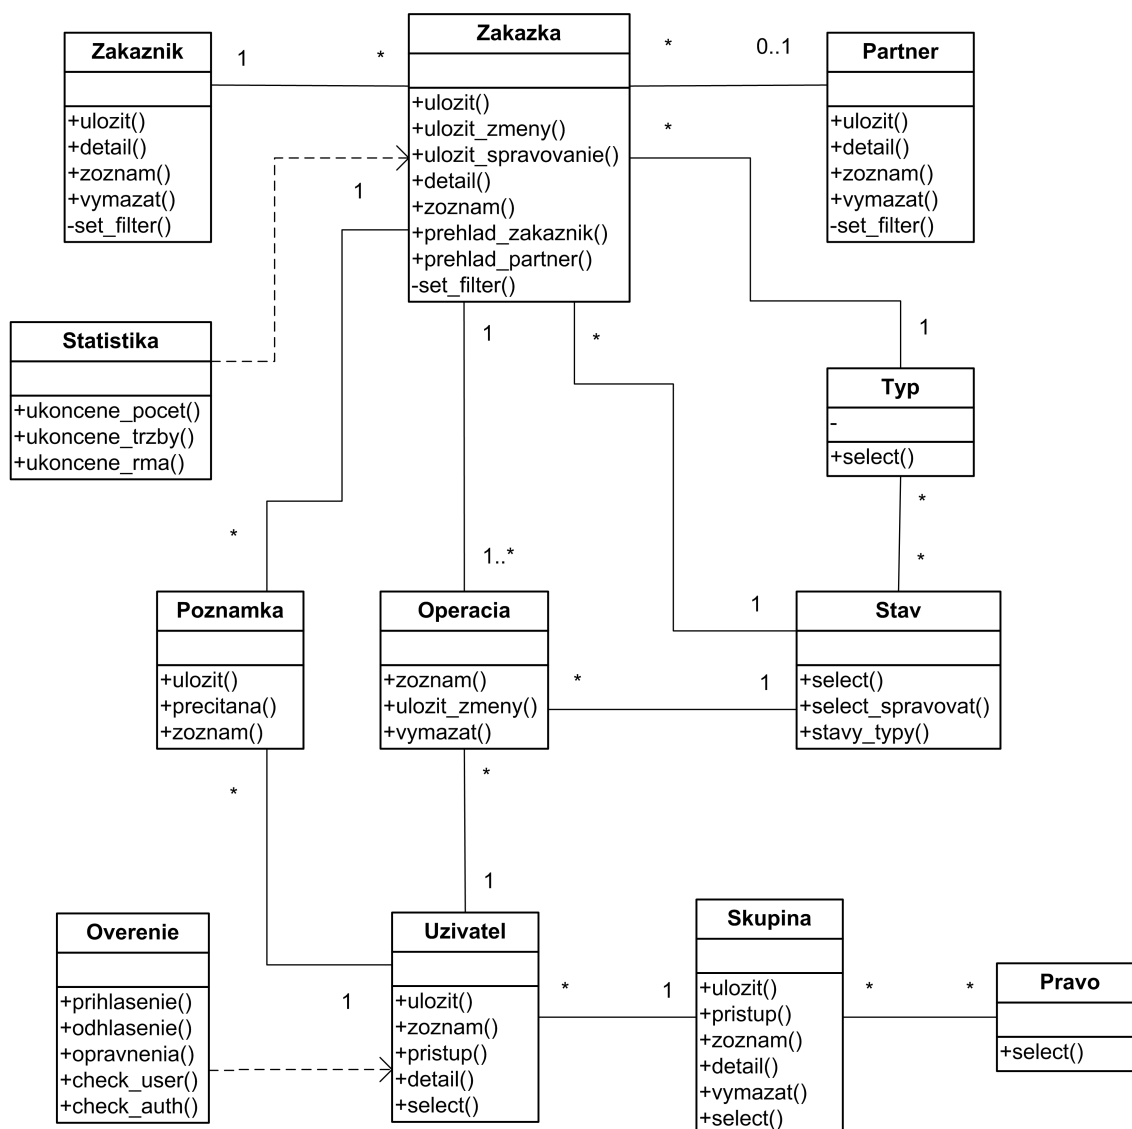 Zakaznik
+ulozit()
+detail()
+zoznam()
+vymazat()
-set_filter()
1
*
Zakazka
+ulozit()
+ulozit_zmeny()
+ulozit_spravovanie()
+detail()
+zoznam()
+prehlad_zakaznik()
+prehlad_partner()
-set_filter()
*
0..1
Partner
+ulozit()
+detail()
+zoznam()
+vymazat()
-set_filter()
*
1
1
*
1
Statistika
+ukoncene_pocet()
+ukoncene_trzby()
+ukoncene_rma()
Typ
-
+select()
*
*
*
1..*
1
Poznamka
+ulozit()
+precitana()
+zoznam()
Operacia
+zoznam()
+ulozit_zmeny()
+vymazat()
*
1
Stav
+select()
+select_spravovat()
+stavy_typy()
*
*
1
1
Overenie
+prihlasenie()
+odhlasenie()
+opravnenia()
+check_user()
+check_auth()
Uzivatel
+ulozit()
+zoznam()
+pristup()
+detail()
+select()
*
1
Skupina
+ulozit()
+pristup()
+zoznam()
+detail()
+vymazat()
+select()
*
*
Pravo
+select()